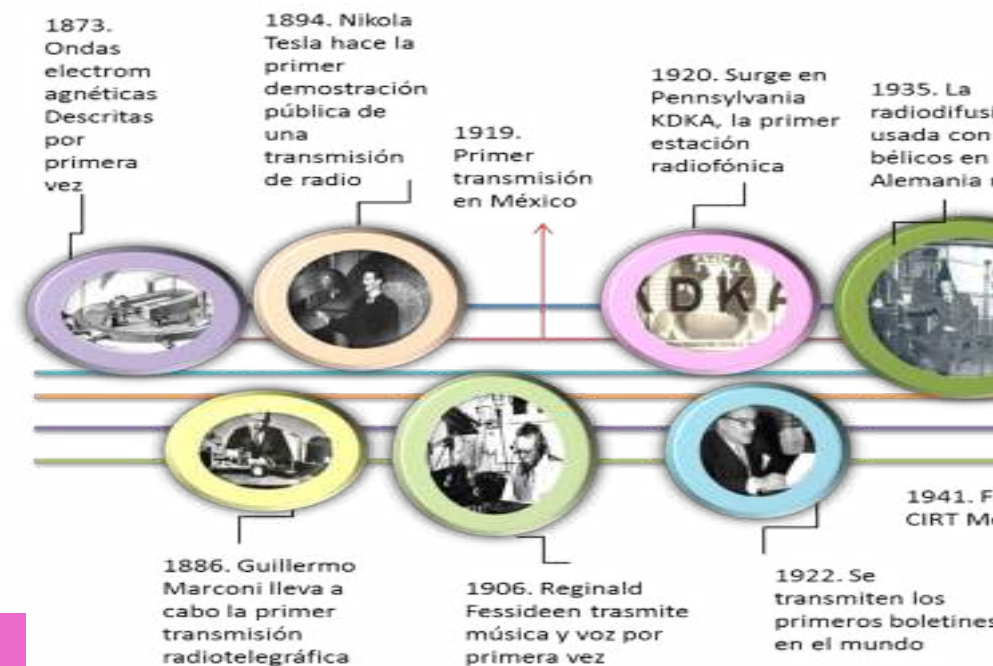 1873.
Ondas
electrom
agnéticas
Descritas
por
primera
vez
1894. Nikola
Tesla hace la
primer
demostración
pública de
una
transmisión
de radio
1919.
Primer
transmisión
en México
1920. Surge en
Pennsylvania
KDKA, la primer
estación
radiofónica
1935. La
radiodifusi
usada con
bélicos en
Alemania
KDKA
1886. Guillermo
Marconi lleva a
cabo la primer
transmisión
radiotelegráfica
1906. Reginald
Fessideen trasmite
música y voz por
primera vez
1922. Se
transmiten los
primeros boletines
en el mundo
1941. F
CIRT